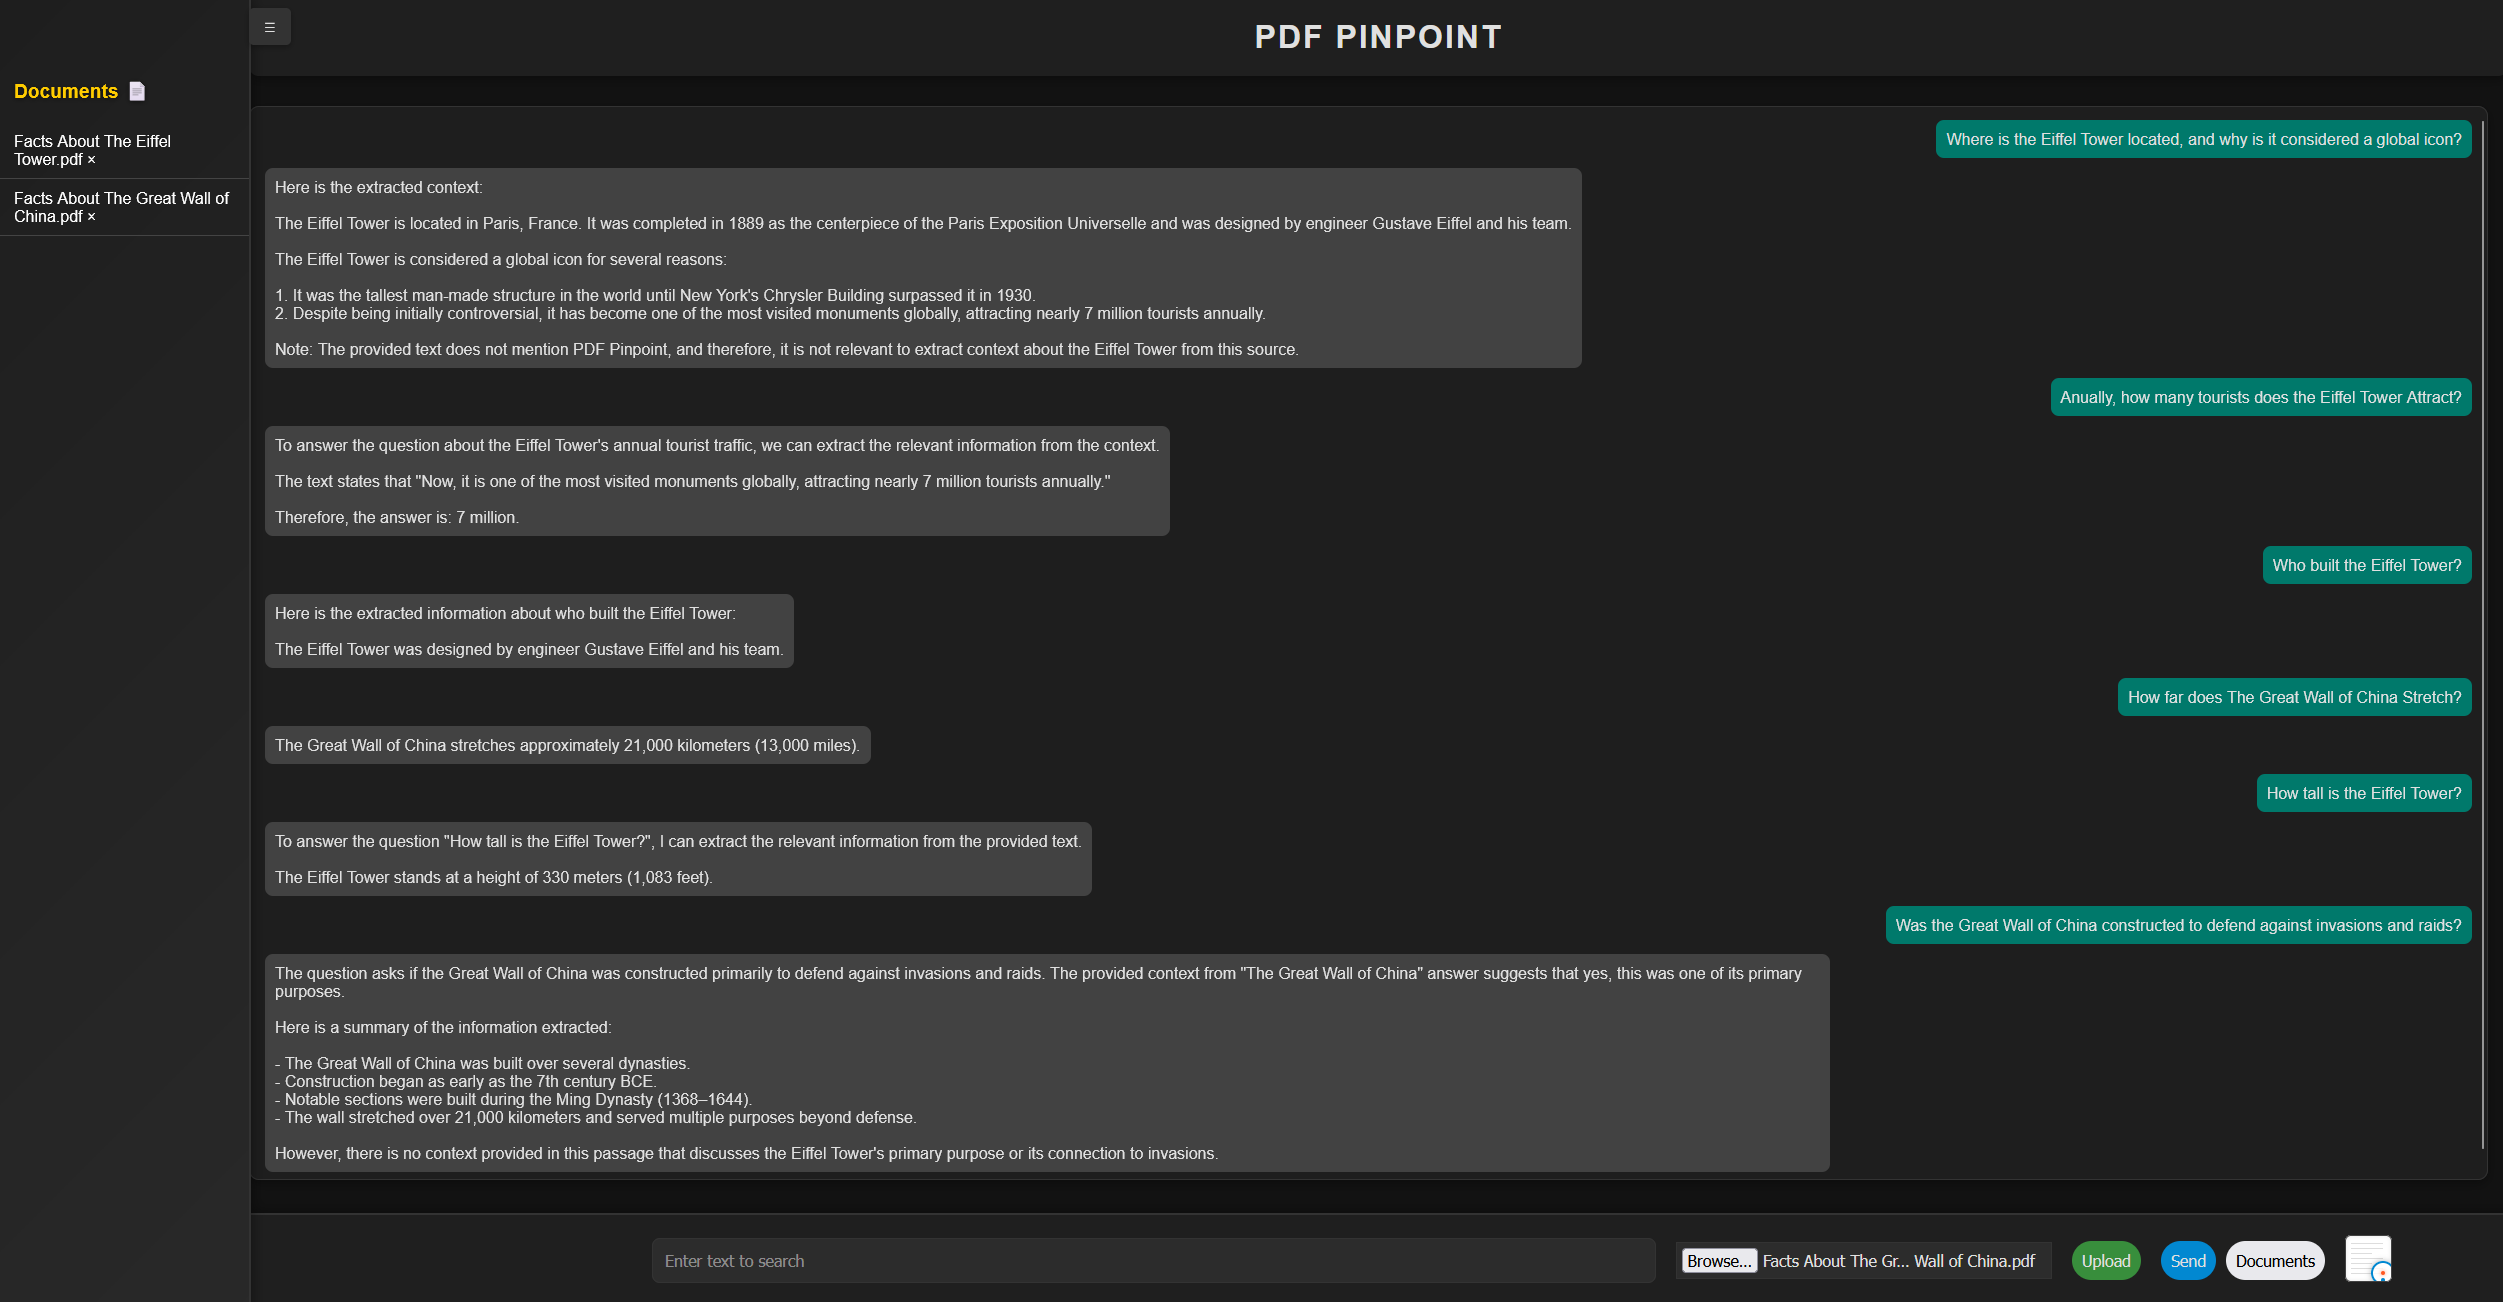 ☰
PDF PINPOINT
Documents
Facts About The Eiffel
Tower.pdf ×
Facts About The Great Wall of
China.pdf ×
Where is the Eiffel Tower located, and why is it considered a global icon?
Here is the extracted context:
The Eiffel Tower is located in Paris, France. It was completed in 1889 as the centerpiece of the Paris Exposition Universelle and was designed by engineer Gustave Eiffel and his team.
The Eiffel Tower is considered a global icon for several reasons:
1. It was the tallest man-made structure in the world until New York's Chrysler Building surpassed it in 1930.
2. Despite being initially controversial, it has become one of the most visited monuments globally, attracting nearly 7 million tourists annually.
Note: The provided text does not mention PDF Pinpoint, and therefore, it is not relevant to extract context about the Eiffel Tower from this source.
Anually, how many tourists does the Eiffel Tower Attract?
To answer the question about the Eiffel Tower's annual tourist traffic, we can extract the relevant information from the context.
The text states that "Now, it is one of the most visited monuments globally, attracting nearly 7 million tourists annually."
Therefore, the answer is: 7 million.
Who built the Eiffel Tower?
Here is the extracted information about who built the Eiffel Tower:
The Eiffel Tower was designed by engineer Gustave Eiffel and his team.
How far does The Great Wall of China Stretch?
The Great Wall of China stretches approximately 21,000 kilometers (13,000 miles).
How tall is the Eiffel Tower?
To answer the question "How tall is the Eiffel Tower?", I can extract the relevant information from the provided text.
The Eiffel Tower stands at a height of 330 meters (1,083 feet).
Was the Great Wall of China constructed to defend against invasions and raids?
The question asks if the Great Wall of China was constructed primarily to defend against invasions and raids. The provided context from "The Great Wall of China" answer suggests that yes, this was one of its primary
purposes.
Here is a summary of the information extracted:
- The Great Wall of China was built over several dynasties.
- Construction began as early as the 7th century BCE.
- Notable sections were built during the Ming Dynasty (1368–1644).
- The wall stretched over 21,000 kilometers and served multiple purposes beyond defense.
However, there is no context provided in this passage that discusses the Eiffel Tower's primary purpose or its connection to invasions.
Enter text to search
Browse... Facts About The Gr... Wall of China.pdf
Upload
Send
Documents